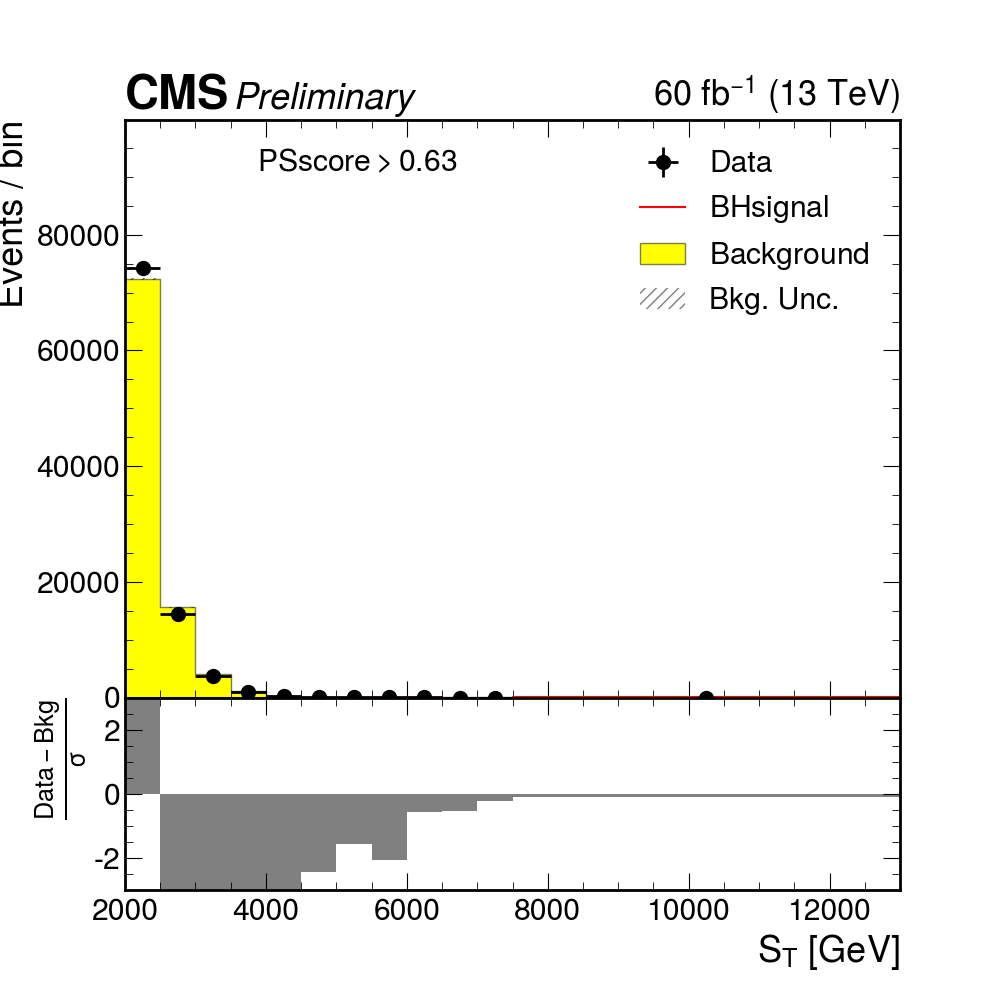 CMS Preliminary
60 fb⁻¹ (13 TeV)
Events / bin
PSscore > 0.63
Data
BHsignal
Background
Bkg. Unc.
80000
60000
40000
20000
0
Data – Bkg
σ
2
0
-2
2000 4000 6000 8000 10000 12000
S_T [GeV]